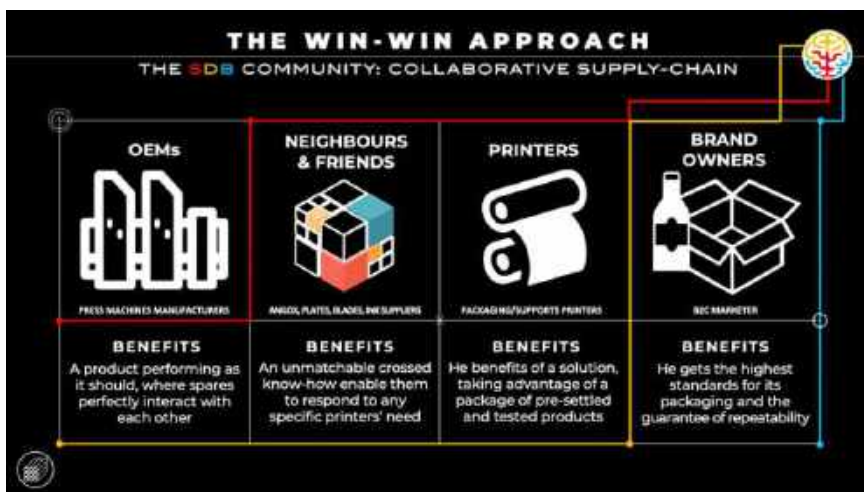 THE WIN-WIN APPROACH
THE SDB COMMUNITY: COLLABORATIVE SUPPLY-CHAIN
OEMs
PRESS MACHINES MANUFACTURERS
BENEFITS
A product performing as
it should, where spares
perfectly interact with
each other
NEIGHBOURS
& FRIENDS
ANILOX, PLATES, BLADES, INK SUPPLIERS
BENEFITS
An unmatchable crossed
know-how enable them
to respond to any
specific printers' need
PRINTERS
PACKAGING/SUPPORTS PRINTERS
BENEFITS
He benefits of a solution,
taking advantage of a
package of pre-settled
and tested products
BRAND
OWNERS
MARKETER
BENEFITS
He gets the highest
standards for its
packaging and the
guarantee of repeatability